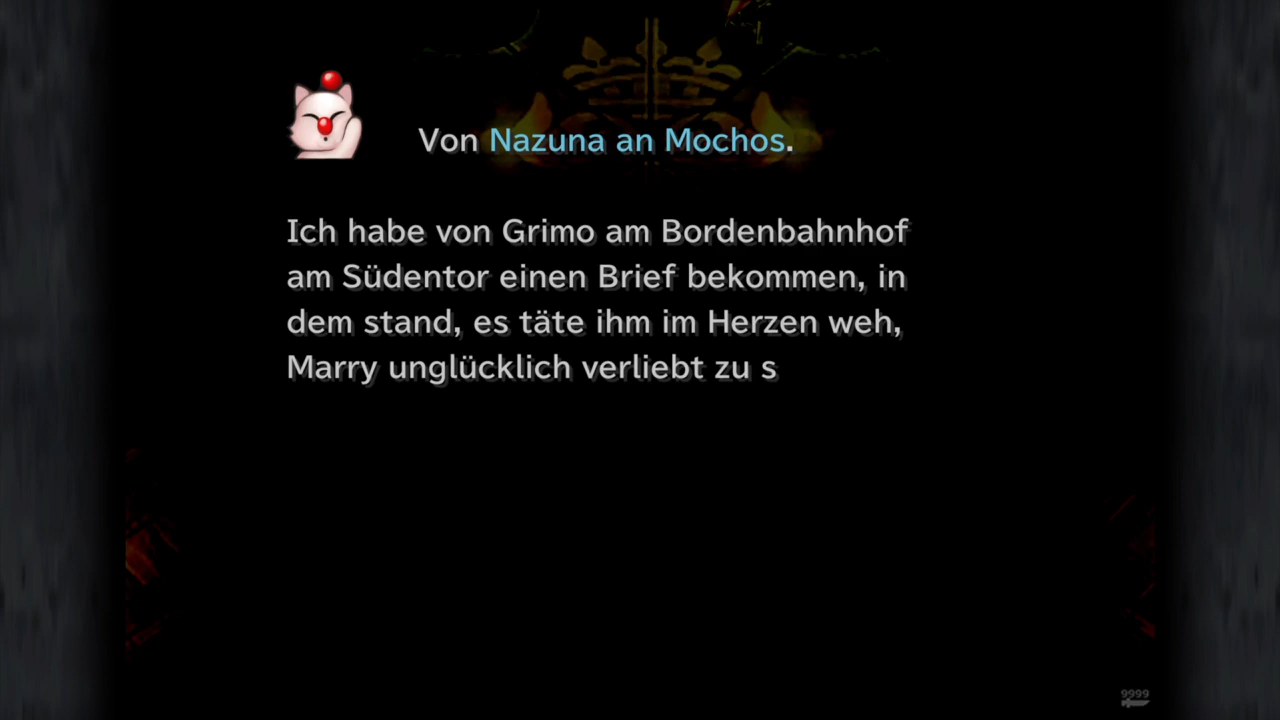 Von Nazuna an Mochos.
Ich habe von Grimo am Bordenbahnhof
am Südentor einen Brief bekommen, in
dem stand, es täte ihm im Herzen weh,
Marry unglücklich verliebt zu s
9999